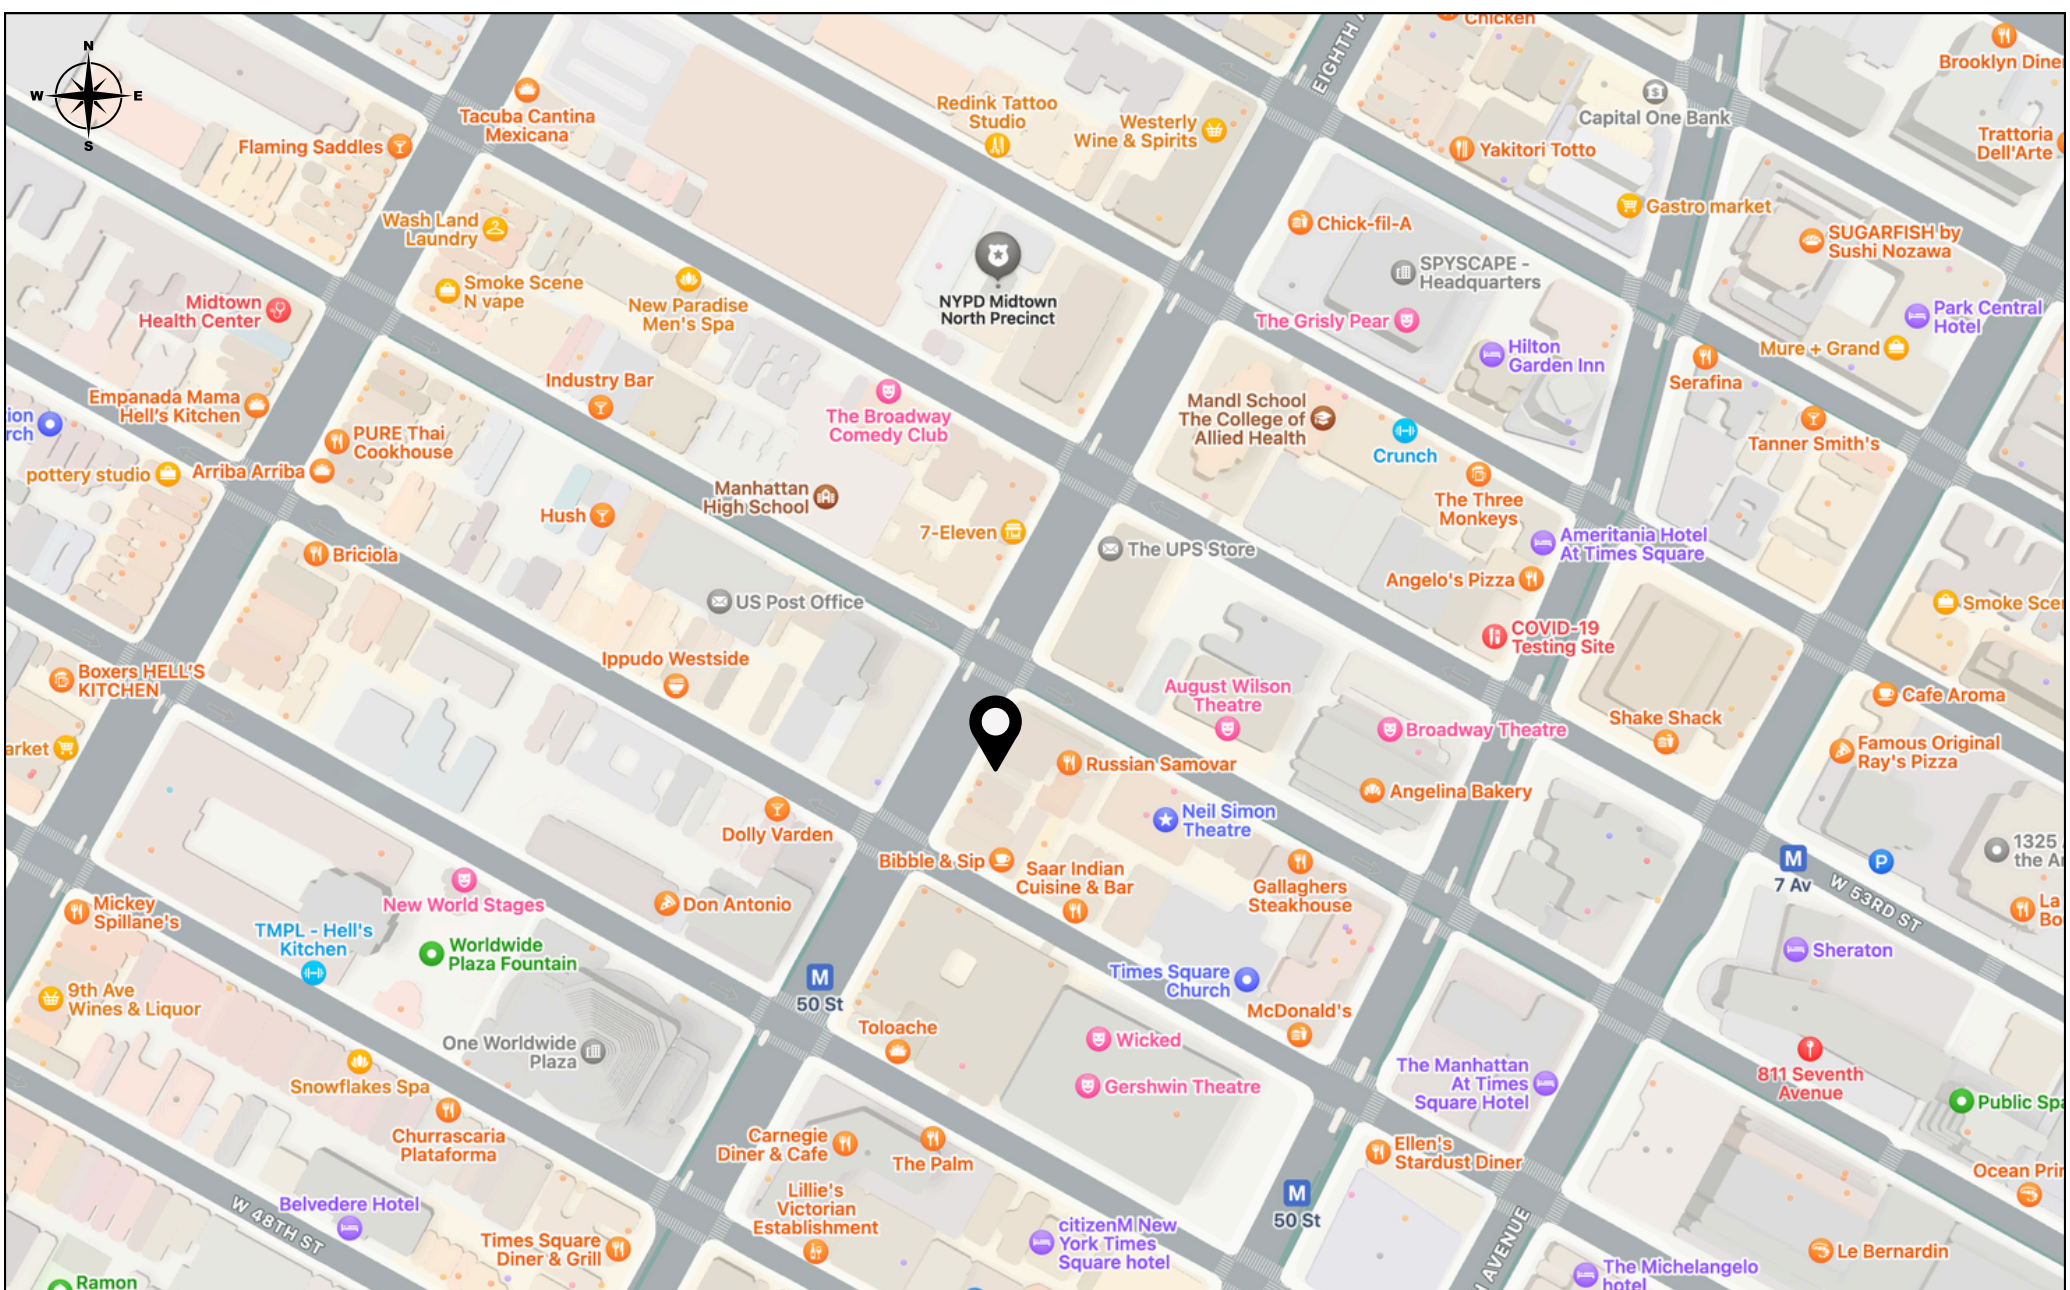 N
W
E
S
EIGHTH A
Chicken
Brooklyn Diner
Tacuba Cantina
Mexicana
Redink Tattoo
Studio
Westerly
Wine & Spirits
Capital One Bank
Trattoria
Dell'Arte
Flaming Saddles
Yakitori Totto
Gastro market
Wash Land
Laundry
Chick-fil-A
SUGARFISH by
Sushi Nozawa
Smoke Scene
N vape
New Paradise
Men's Spa
NYPD Midtown
North Precinct
SPYSCAPE -
Headquarters
Midtown
Health Center
The Grisly Pear
Park Central
Hotel
Hilton
Garden Inn
Mure + Grand
Serafina
Industry Bar
Empanada Mama
Hell's Kitchen
ion
rch
The Broadway
Comedy Club
Mandl School
The College of
Allied Health
Crunch
Tanner Smith's
PURE Thai
Cookhouse
pottery studio
Arriba Arriba
Manhattan
High School
The Three
Monkeys
Hush
7-Eleven
The UPS Store
Ameritania Hotel
At Times Square
Briciola
Angelo's Pizza
US Post Office
Smoke Scen
COVID-19
Testing Site
Boxers HELL'S
KITCHEN
Ippudo Westside
August Wilson
Theatre
Cafe Aroma
Broadway Theatre
Shake Shack
arket
Russian Samovar
Famous Original
Ray's Pizza
Angelina Bakery
Neil Simon
Theatre
Dolly Varden
Bibble & Sip
Saar Indian
Cuisine & Bar
Gallaghers
Steakhouse
M
7 Av
P
W 53RD ST
1325 A
the Am
La
Bo
Mickey
Spillane's
New World Stages
Don Antonio
TMPL - Hell's
Kitchen
Worldwide
Plaza Fountain
Sheraton
M
50 St
Times Square
Church
9th Ave
Wines & Liquor
McDonald's
Toloache
Wicked
One Worldwide
Plaza
Gershwin Theatre
The Manhattan
At Times
Square Hotel
811 Seventh
Avenue
Public Spa
Snowflakes Spa
Churrascaria
Plataforma
Carnegie
Diner & Cafe
The Palm
Ellen's
Stardust Diner
Ocean Prim
Belvedere Hotel
W 48TH ST
Lillie's
Victorian
Establishment
M
50 St
Times Square
Diner & Grill
citizenM New
York Times
Square hotel
AVENUE
Le Bernardin
The Michelangelo
hotel
Ramon